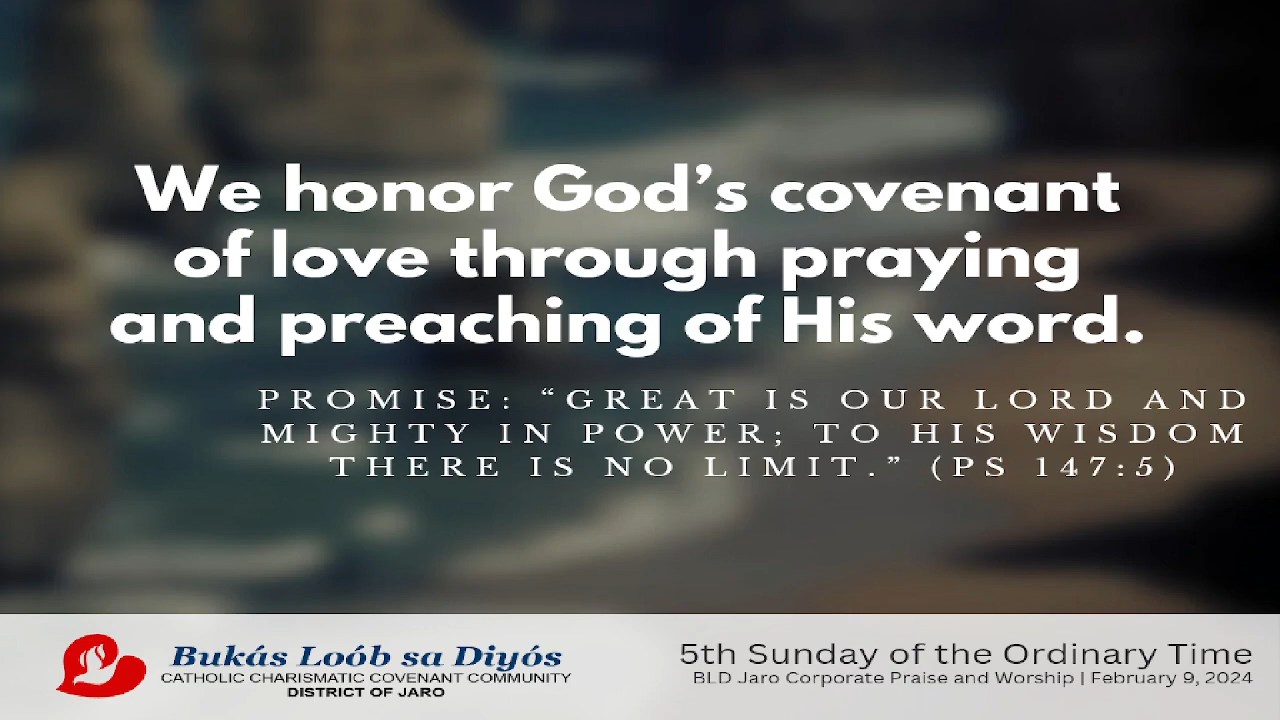 We honor God’s covenant
of love through praying
and preaching of His word.
PROMISE: “GREAT IS OUR LORD AND
MIGHTY IN POWER; TO HIS WISDOM
THERE IS NO LIMIT.” (PS 147:5)
Bukás Loób sa Diyós
CATHOLIC CHARISMATIC COVENANT COMMUNITY
DISTRICT OF JARO
5th Sunday of the Ordinary Time
BLD Jaro Corporate Praise and Worship | February 9, 2024